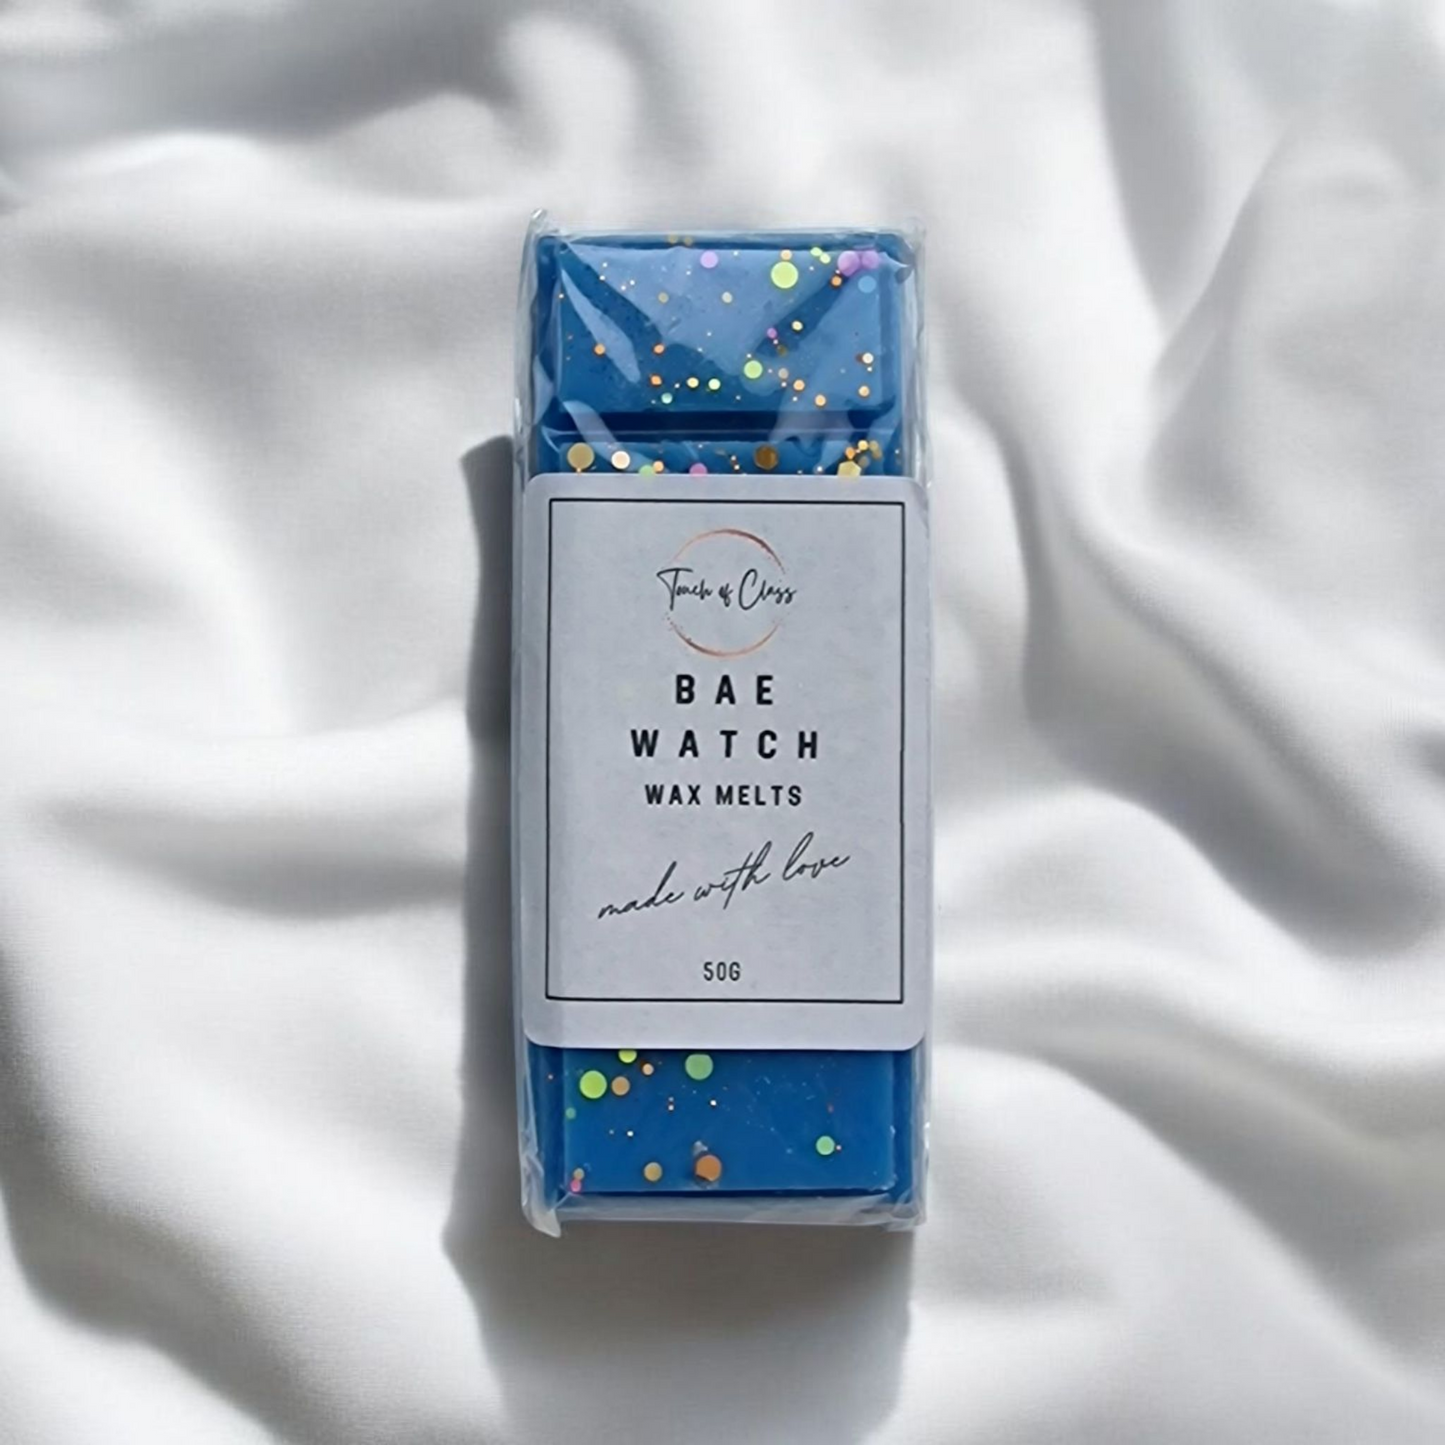 Touch of Class
BAE
WATCH
WAX MELTS
made with love
50G